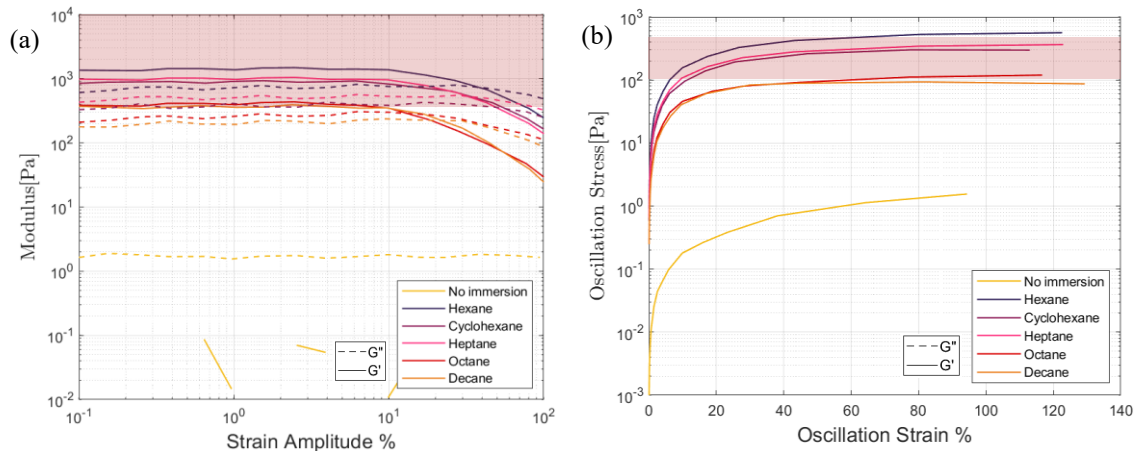 (a)
10^4
10^3
10^2
10^1
10^0
10^-1
10^-2
Modulus[Pa]
10^-1
10^0
10^1
10^2
Strain Amplitude %
G"
G'
No immersion
Hexane
Cyclohexane
Heptane
Octane
Decane
(b)
10^3
10^2
10^1
10^0
10^-1
10^-2
10^-3
Oscillation Stress[Pa]
0
20
40
60
80
100
120
140
Oscillation Strain %
G"
G'
No immersion
Hexane
Cyclohexane
Heptane
Octane
Decane